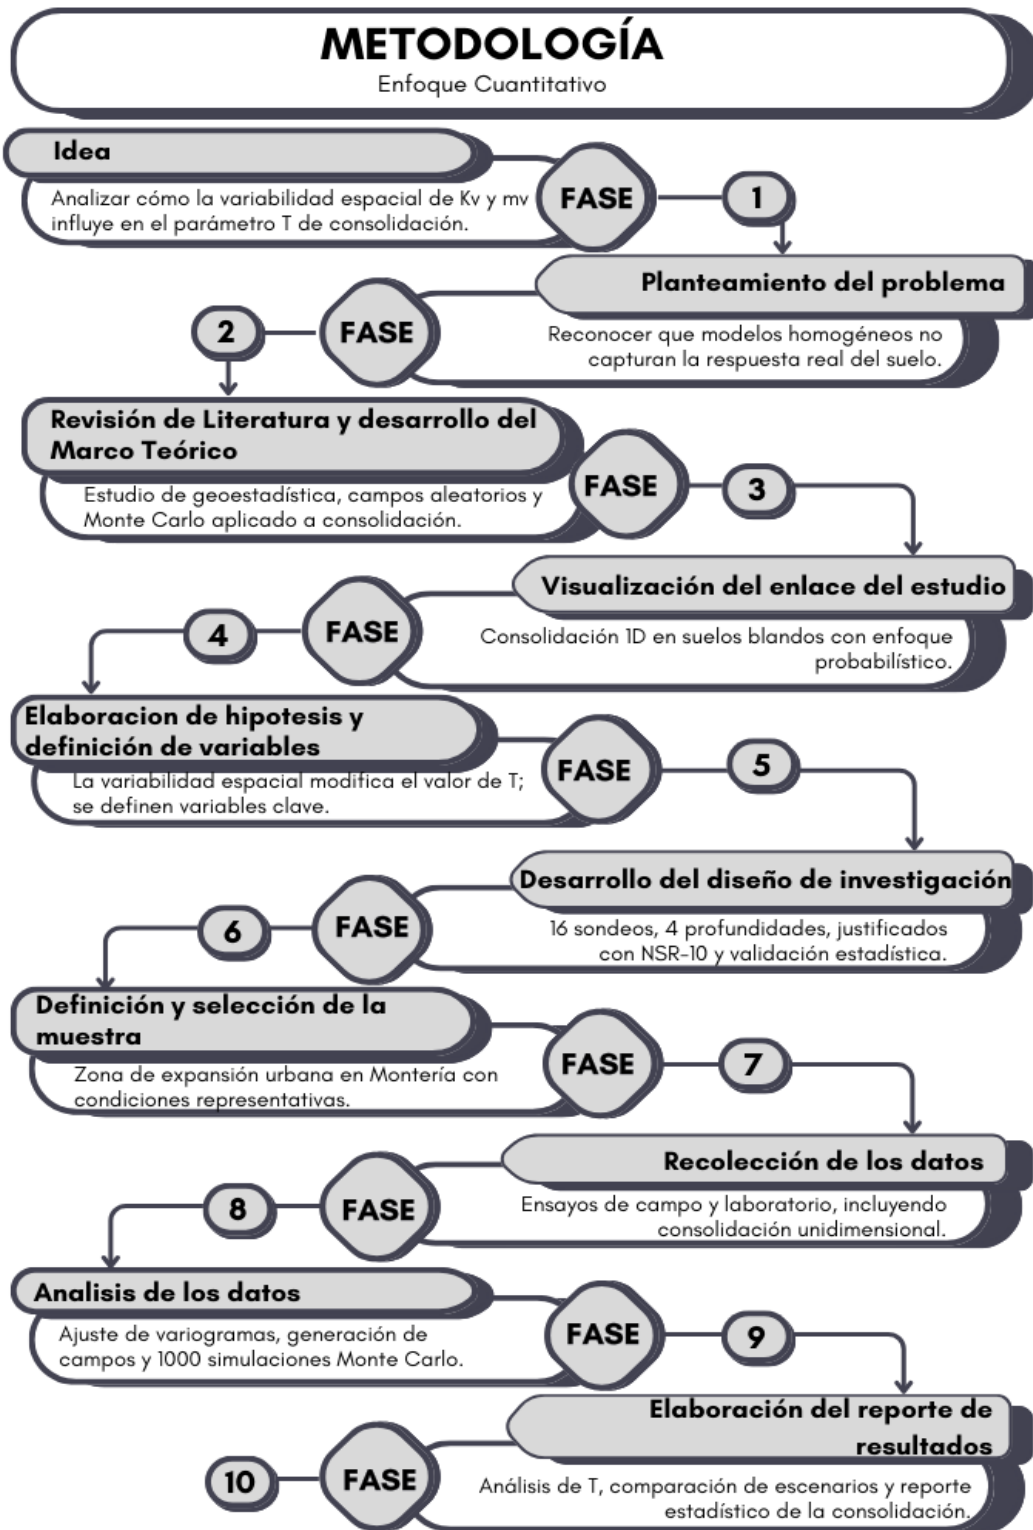 METODOLOGÍA
Enfoque Cuantitativo
Idea
Analizar cómo la variabilidad espacial de Kv y mv
influye en el parámetro T de consolidación.
FASE
1
Planteamiento del problema
Reconocer que modelos homogéneos no
capturan la respuesta real del suelo.
FASE
2
Revisión de Literatura y desarrollo del
Marco Teórico
Estudio de geoestadística, campos aleatorios y
Monte Carlo aplicado a consolidación.
FASE
3
Visualización del enlace del estudio
Consolidación 1D en suelos blandos con enfoque
probabilístico.
FASE
4
Elaboracion de hipotesis y
definición de variables
La variabilidad espacial modifica el valor de T;
se definen variables clave.
FASE
5
Desarrollo del diseño de investigación
16 sondeos, 4 profundidades, justificados
con NSR-10 y validación estadística.
FASE
6
Definición y selección de la
muestra
Zona de expansión urbana en Montería con
condiciones representativas.
FASE
7
Recolección de los datos
Ensayos de campo y laboratorio, incluyendo
consolidación unidimensional.
FASE
8
Analisis de los datos
Ajuste de variogramas, generación de
campos y 1000 simulaciones Monte Carlo.
FASE
9
Elaboración del reporte de
resultados
Análisis de T, comparación de escenarios y reporte
estadístico de la consolidación.
FASE
10